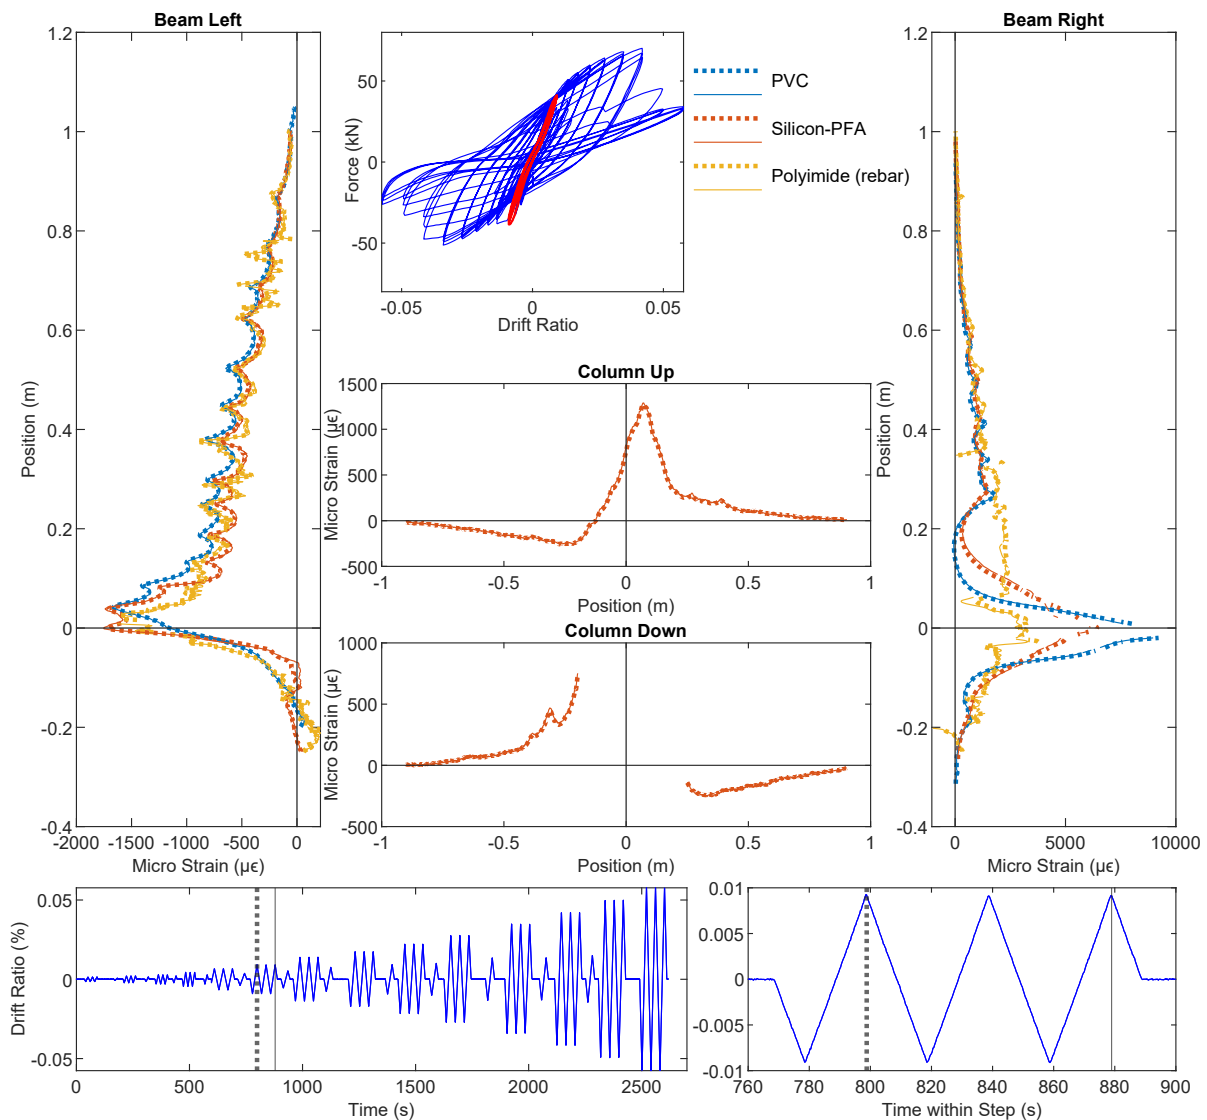 Beam Left
1.2
1
0.8
0.6
0.4
0.2
0
-0.2
-0.4
Position (m)
-2000 -1500 -1000 -500 0
Micro Strain (µϵ)
50
0
-50
Force (kN)
-0.05 0 0.05
Drift Ratio
PVC
Silicon-PFA
Polyimide (rebar)
Column Up
1500
1000
500
0
-500
Micro Strain (µϵ)
-1 -0.5 0 0.5 1
Position (m)
Column Down
1000
500
0
-500
Micro Strain (µϵ)
-1 -0.5 0 0.5 1
Position (m)
Beam Right
1.2
1
0.8
0.6
0.4
0.2
0
-0.2
-0.4
Position (m)
0 5000 10000
Micro Strain (µϵ)
0.05
0
-0.05
Drift Ratio (%)
0 500 1000 1500 2000 2500
Time (s)
0.01
0.005
0
-0.005
-0.01
760 780 800 820 840 860 880 900
Time within Step (s)